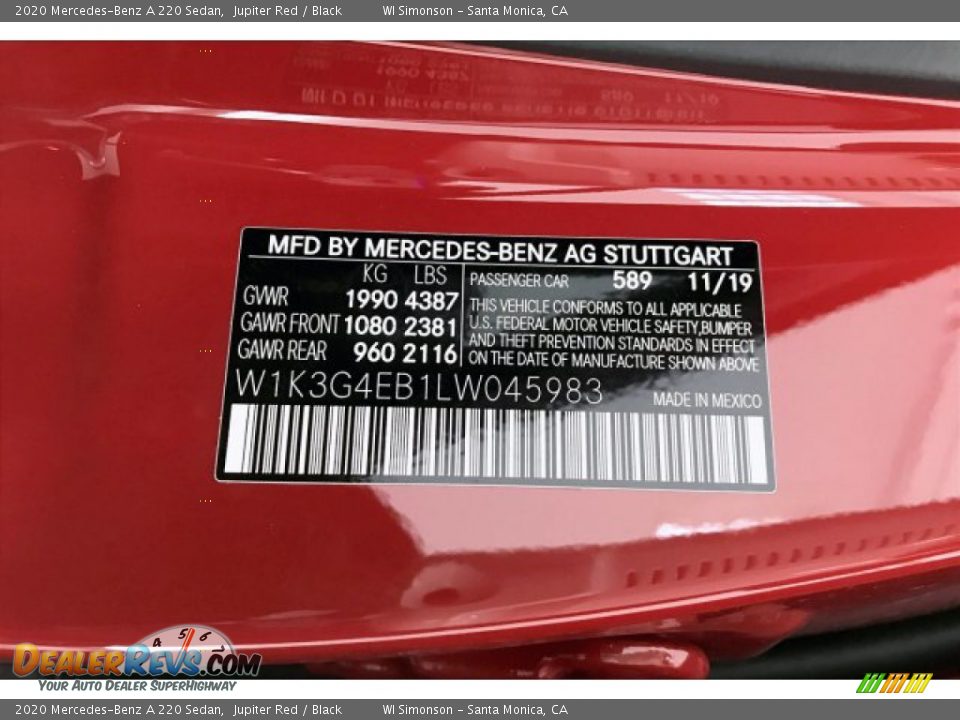 2020 Mercedes-Benz A 220 Sedan, Jupiter Red / Black WI Simonson - Santa Monica, CA
MFD BY MERCEDES-BENZ AG STUTTGART
KG LBS
GVWR 1990 4387
GAWR FRONT 1080 2381
GAWR REAR 960 2116
PASSENGER CAR 589 11/19
THIS VEHICLE CONFORMS TO ALL APPLICABLE
U.S. FEDERAL MOTOR VEHICLE SAFETY,BUMPER
AND THEFT PREVENTION STANDARDS IN EFFECT
ON THE DATE OF MANUFACTURE SHOWN ABOVE
W1K3G4EB1LW045983
MADE IN MEXICO
4 5 6 7
DEALERREVS.COM
YOUR AUTO DEALER SUPERHIGHWAY
2020 Mercedes-Benz A 220 Sedan, Jupiter Red / Black WI Simonson - Santa Monica, CA